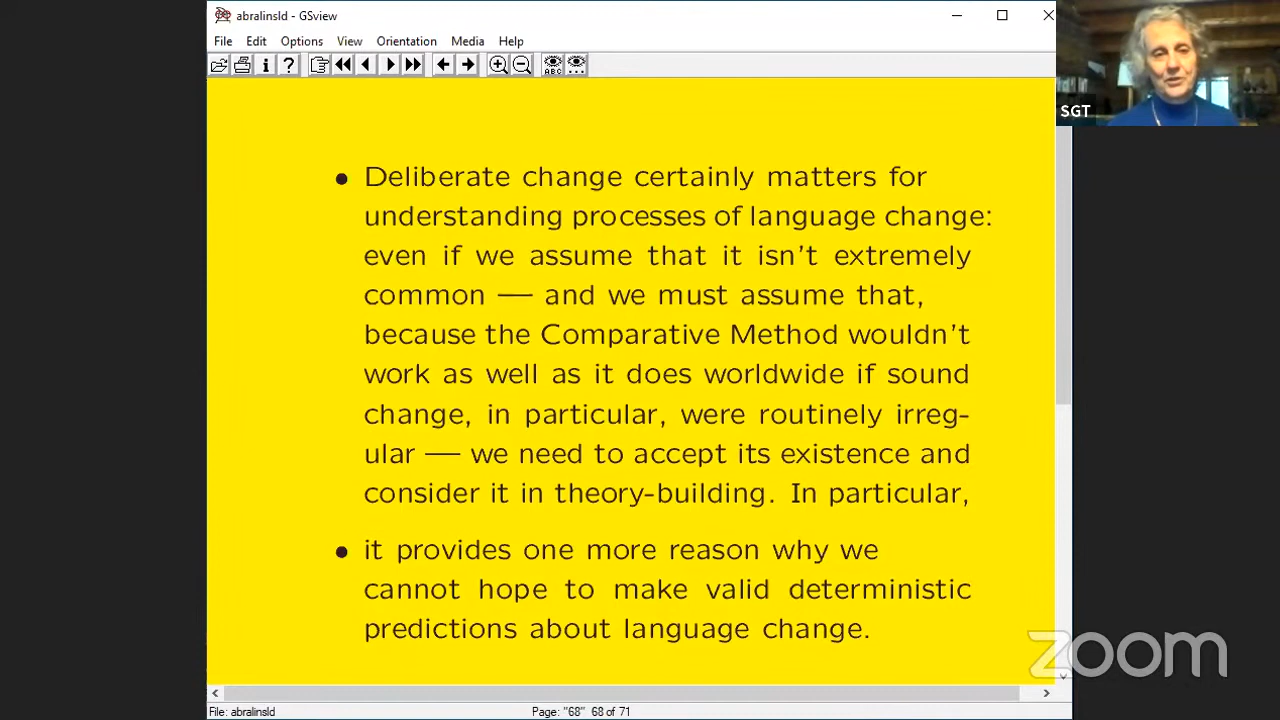 abralinsld - GSview
File Edit Options View Orientation Media Help
SGT
• Deliberate change certainly matters for
understanding processes of language change:
even if we assume that it isn't extremely
common — and we must assume that,
because the Comparative Method wouldn't
work as well as it does worldwide if sound
change, in particular, were routinely irreg-
ular — we need to accept its existence and
consider it in theory-building. In particular,
• it provides one more reason why we
cannot hope to make valid deterministic
predictions about language change.
zoom
File: abralinsld Page: "68" 68 of 71